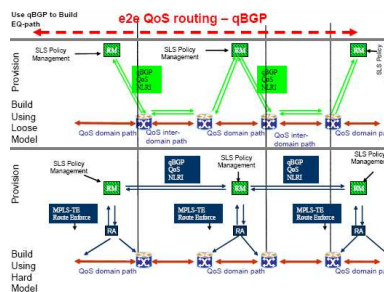 Use qBGP to Build
EQ-path
e2e QoS routing – qBGP
SLS Policy
Management
RM
SLS Policy
Management
RM
RM
SLS Policy
Provision
qBGP
QoS
NLRI
qBGP
QoS
NLRI
Build
Using
Loose
Model
QoS domain path
QoS inter-
domain path
QoS domain path
QoS inter-
domain path
QoS domain path
Provision
SLS Policy
Management
qBGP
QoS
NLRI
SLS Policy
Management
qBGP
QoS
NLRI
SLS Policy
Management
RM
RM
RM
MPLS-TE
Route Enforce
MPLS-TE
Route Enforce
MPLS-TE
Route Enforce
RA
RA
RA
Build
Using
Hard
Model
QoS domain path
QoS domain path
QoS domain path